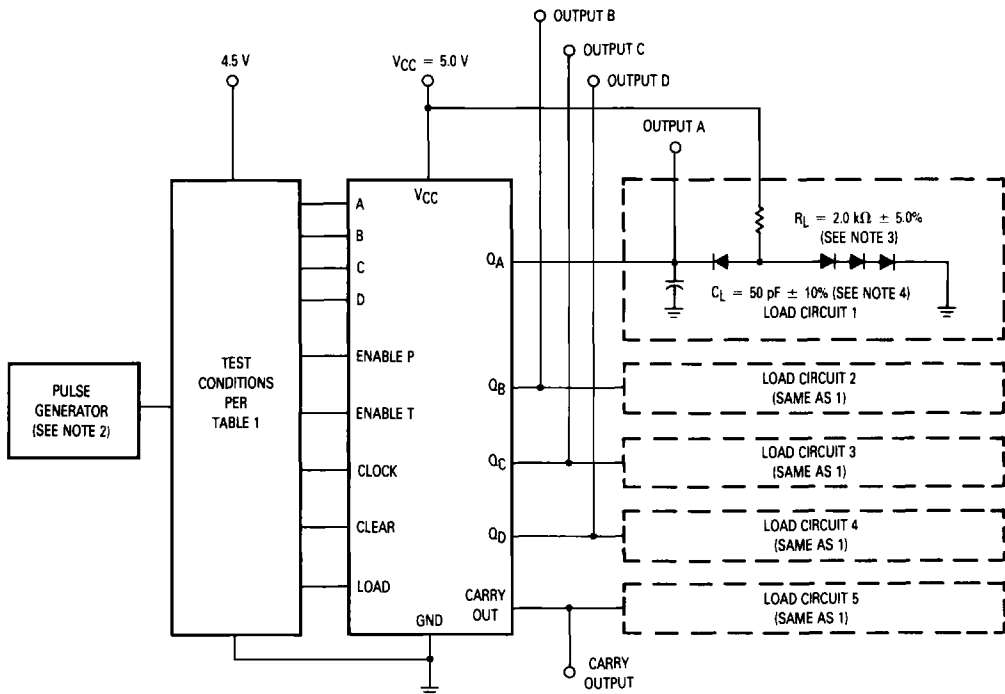 OUTPUT B
OUTPUT C
OUTPUT D
4.5 V
VCC = 5.0 V
OUTPUT A
VCC
A
B
C
D
ENABLE P
ENABLE T
CLOCK
CLEAR
LOAD
GND
QA
QB
QC
QD
CARRY
OUT
PULSE
GENERATOR
(SEE NOTE 2)
TEST
CONDITIONS
PER
TABLE 1
RL = 2.0 kΩ ± 5.0%
(SEE NOTE 3)
CL = 50 pF ± 10% (SEE NOTE 4)
LOAD CIRCUIT 1
LOAD CIRCUIT 2
(SAME AS 1)
LOAD CIRCUIT 3
(SAME AS 1)
LOAD CIRCUIT 4
(SAME AS 1)
LOAD CIRCUIT 5
(SAME AS 1)
CARRY
OUTPUT